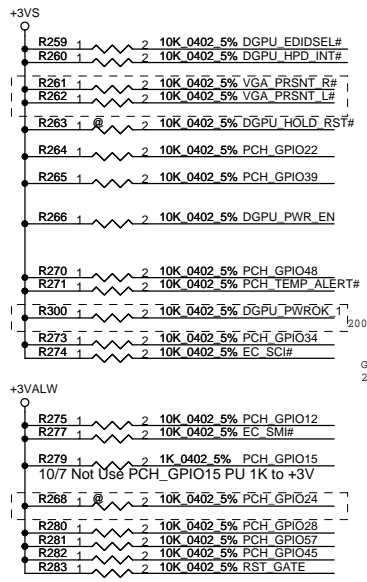 +3VS
R259 1 2 10K_0402_5% DGPU_EDIDSEL#
R260 1 2 10K_0402_5% DGPU_HPD_INT#
R261 1 2 10K_0402_5% VGA_PRSNT_R#
R262 1 2 10K_0402_5% VGA_PRSNT_L#
R263 1 @ 2 10K_0402_5% DGPU_HOLD_RST#
R264 1 2 10K_0402_5% PCH_GPIO22
R265 1 2 10K_0402_5% PCH_GPIO39
R266 1 2 10K_0402_5% DGPU_PWR_EN
R270 1 2 10K_0402_5% PCH_GPIO48
R271 1 2 10K_0402_5% PCH_TEMP_ALERT#
R300 1 2 10K_0402_5% DGPU_PWROK_1
200
R273 1 2 10K_0402_5% PCH_GPIO34
R274 1 2 10K_0402_5% EC_SCI#
G
2
+3VALW
R275 1 2 10K_0402_5% PCH_GPIO12
R277 1 2 10K_0402_5% EC_SMI#
R279 1 2 1K_0402_5% PCH_GPIO15
10/7 Not Use PCH_GPIO15 PU 1K to +3V
R268 1 @ 2 10K_0402_5% PCH_GPIO24
R280 1 2 10K_0402_5% PCH_GPIO28
R281 1 2 10K_0402_5% PCH_GPIO57
R282 1 2 10K_0402_5% PCH_GPIO45
R283 1 2 10K_0402_5% RST_GATE